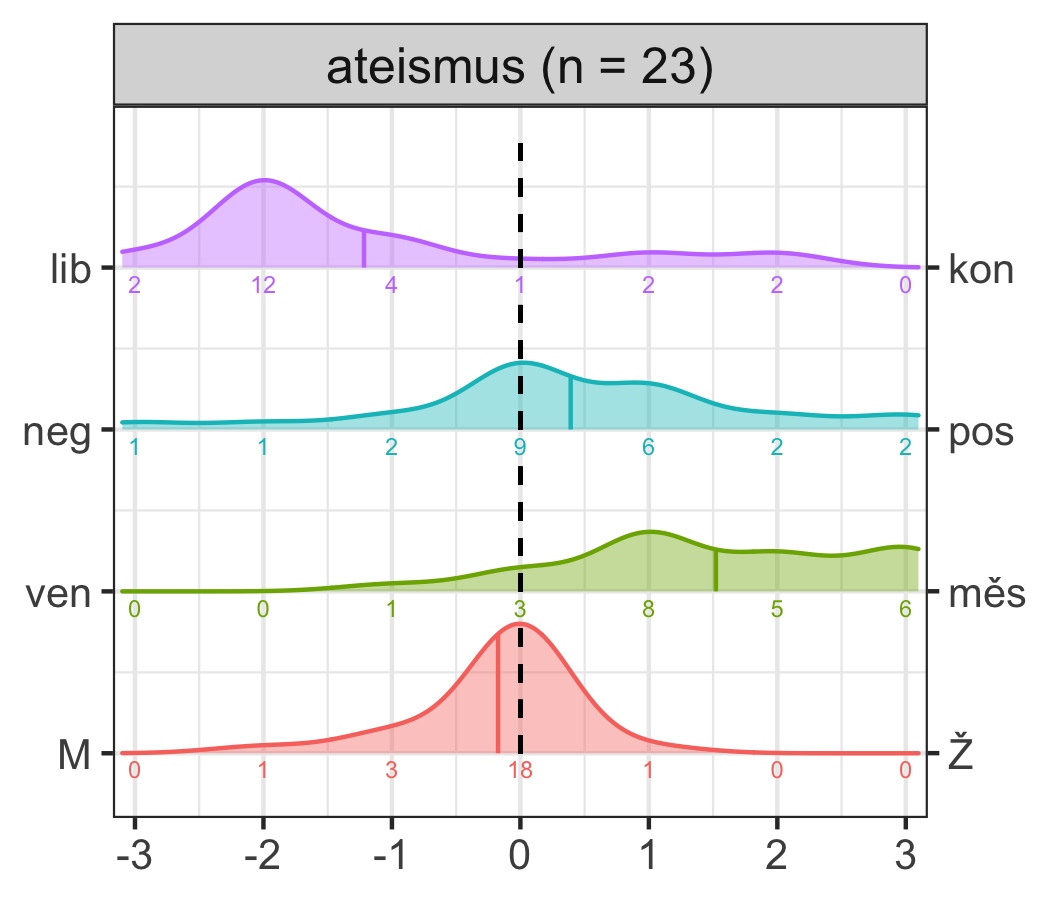 ateismus (n = 23)
lib kon
2 12 4 1 2 2 0
neg pos
1 1 2 9 6 2 2
ven měs
0 0 1 3 8 5 6
M Ž
0 1 3 18 1 0 0
-3 -2 -1 0 1 2 3